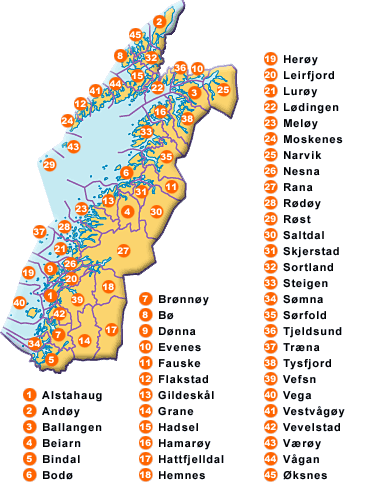 1 Alstahaug
2 Andøy
3 Ballangen
4 Beiarn
5 Bindal
6 Bodø
7 Brønnøy
8 Bø
9 Dønna
10 Evenes
11 Fauske
12 Flakstad
13 Gildeskål
14 Grane
15 Hadsel
16 Hamarøy
17 Hattfjelldal
18 Hemnes
19 Herøy
20 Leirfjord
21 Lurøy
22 Lødingen
23 Meløy
24 Moskenes
25 Narvik
26 Nesna
27 Rana
28 Rødøy
29 Røst
30 Saltdal
31 Skjerstad
32 Sortland
33 Steigen
34 Sømna
35 Sørfold
36 Tjeldsund
37 Træna
38 Tysfjord
39 Vefsn
40 Vega
41 Vestvågøy
42 Vevelstad
43 Værøy
44 Vågan
45 Øksnes
2
45
8
32
36
10
15
44
22
25
41
3
12
16
24
38
33
43
35
29
6
11
31
13
23
4
30
28
37
21
27
26
9
19
20
18
1
39
40
42
7
17
34
14
5